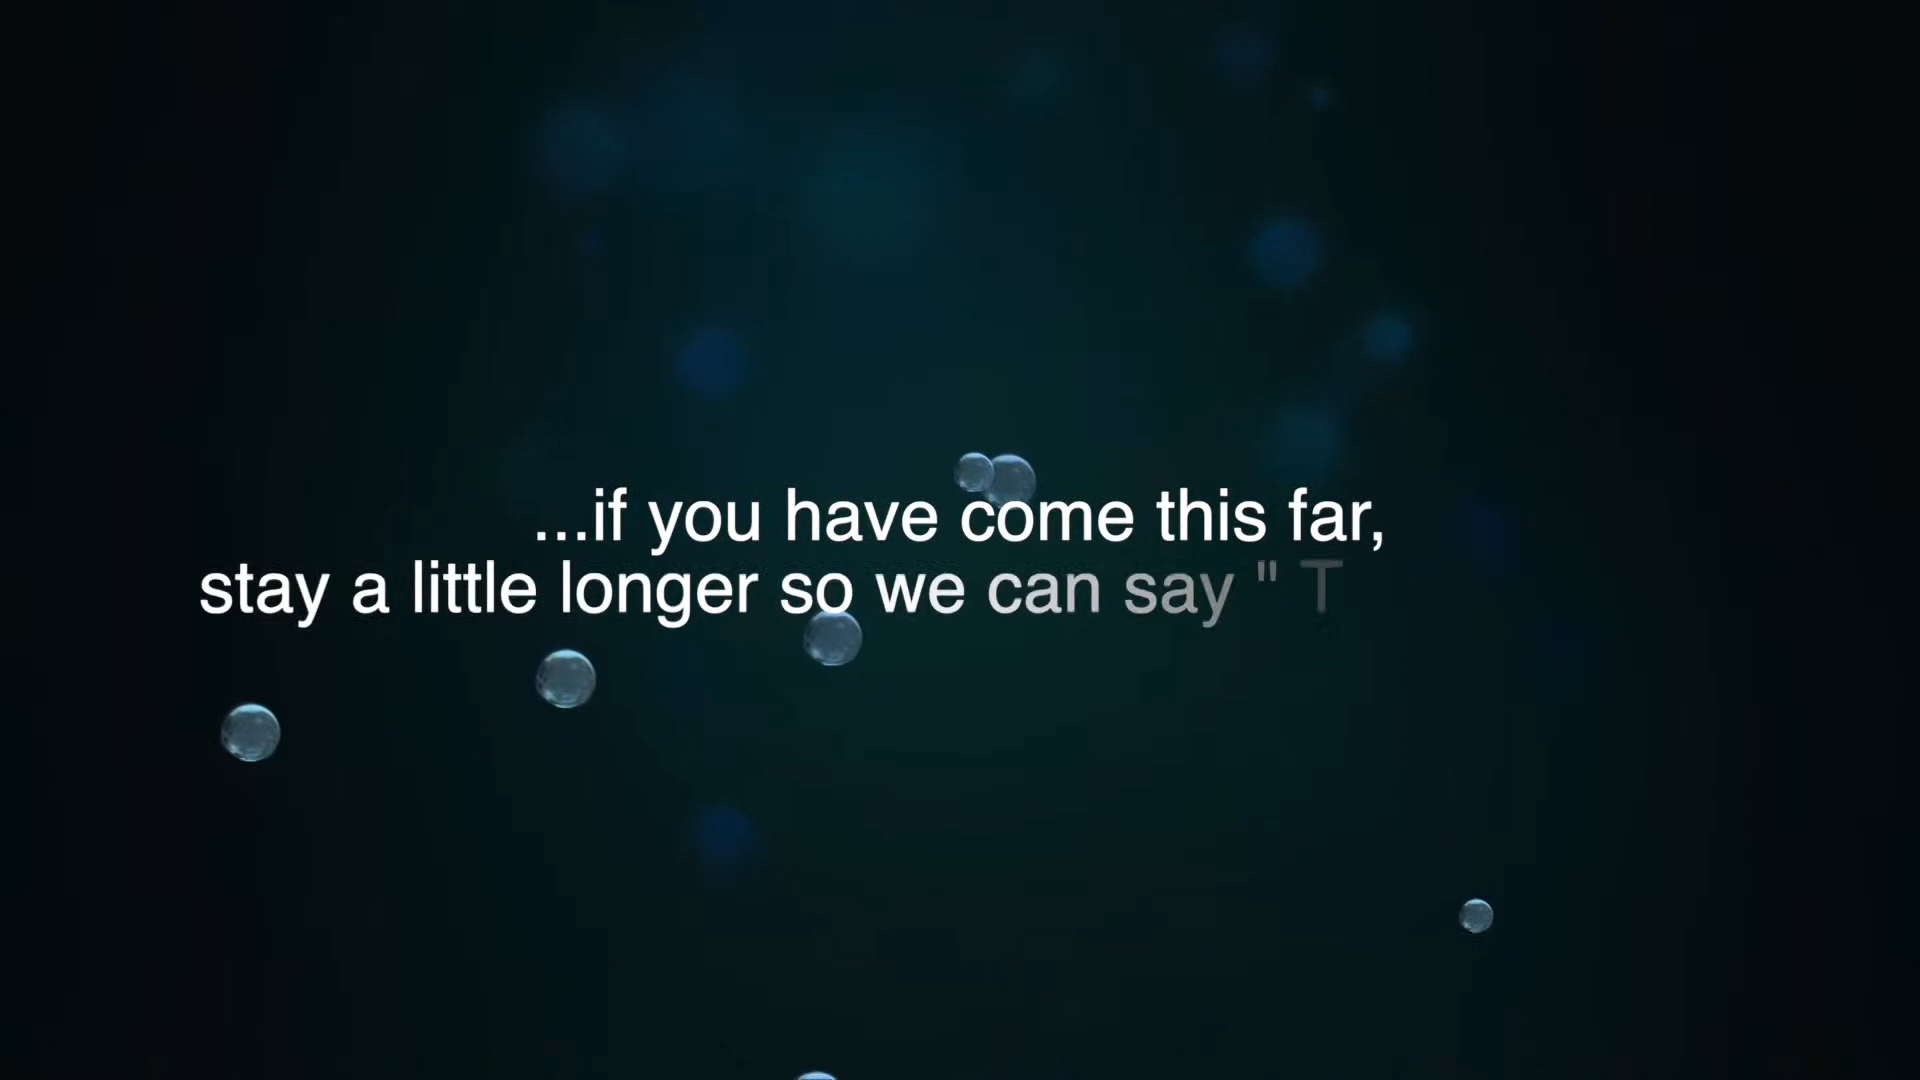 ...if you have come this far,
stay a little longer so we can say " T